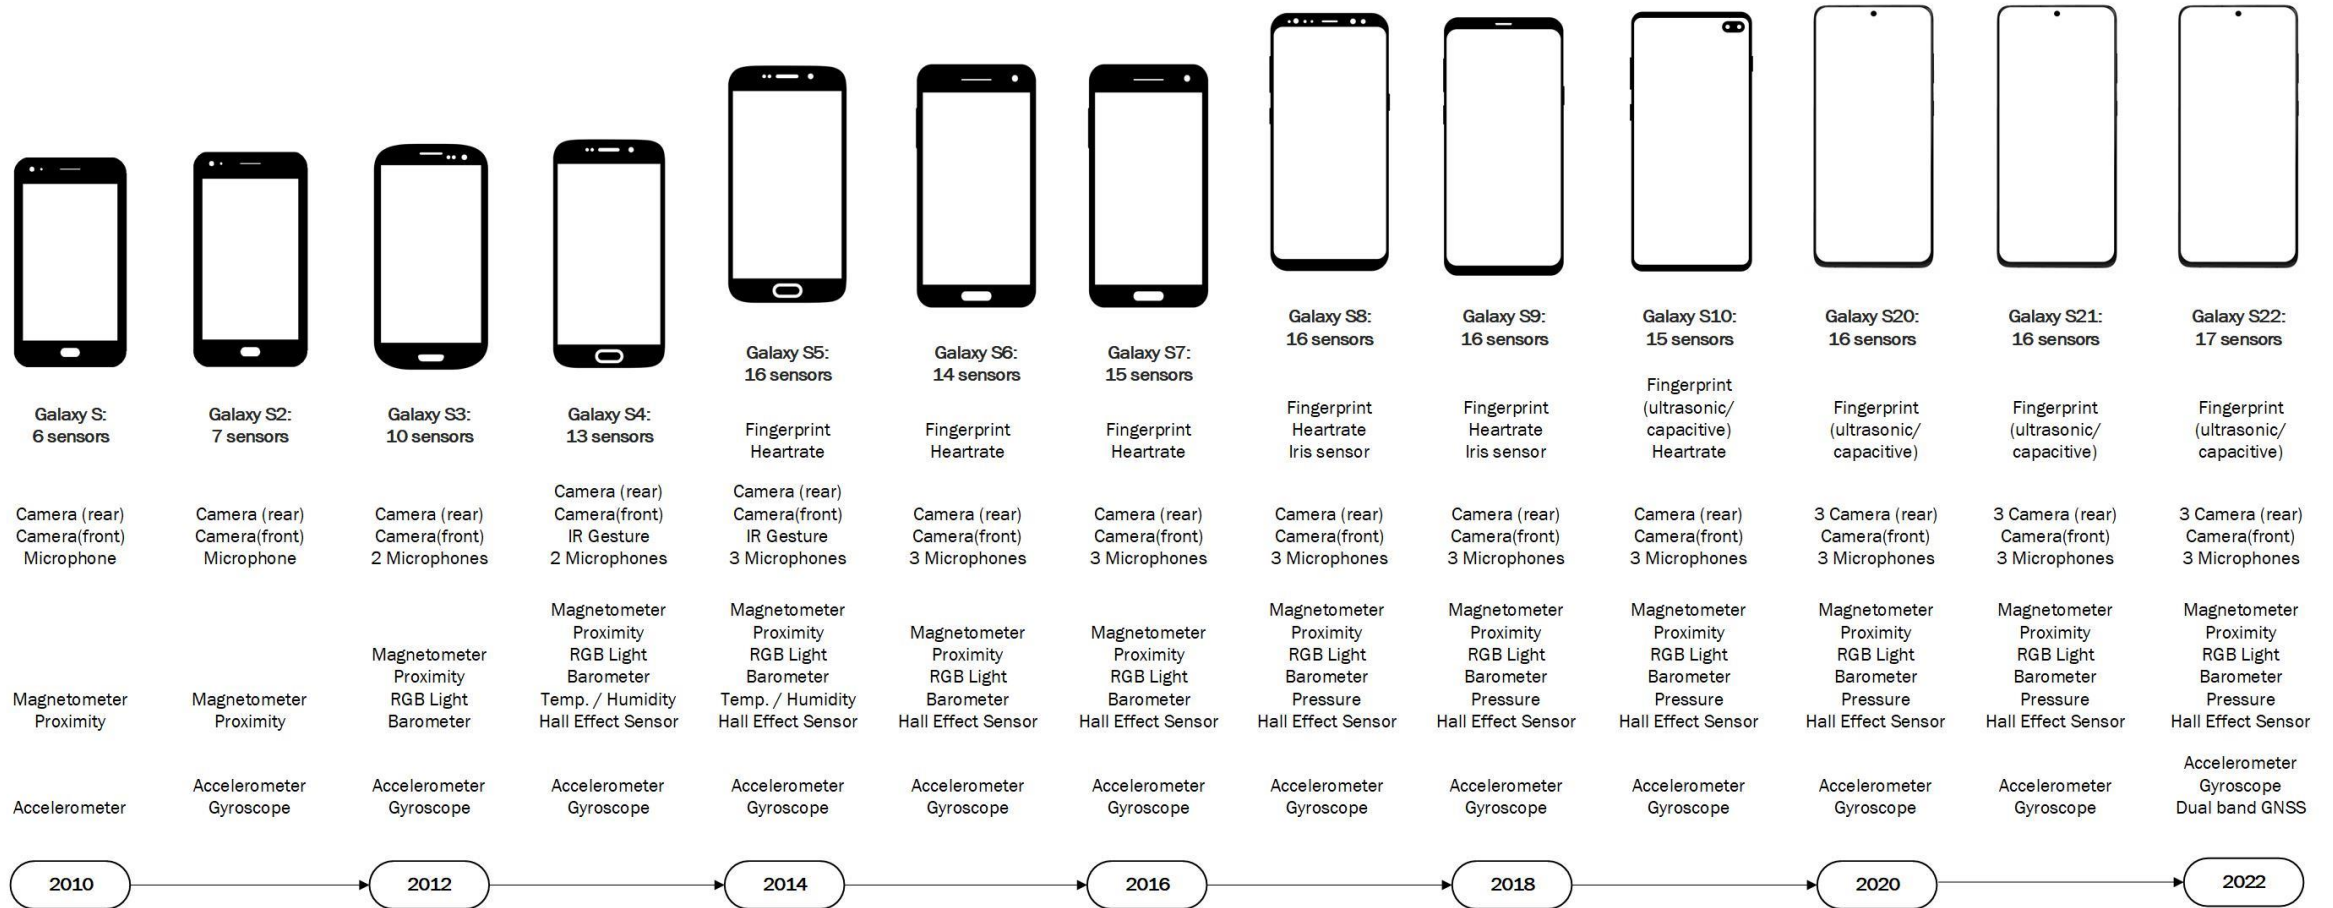 Galaxy S:
6 sensors
Camera (rear)
Camera(front)
Microphone
Magnetometer
Proximity
Accelerometer
Galaxy S2:
7 sensors
Camera (rear)
Camera(front)
Microphone
Magnetometer
Proximity
Accelerometer
Gyroscope
Galaxy S3:
10 sensors
Camera (rear)
Camera(front)
2 Microphones
Magnetometer
Proximity
RGB Light
Barometer
Accelerometer
Gyroscope
Galaxy S4:
13 sensors
Camera (rear)
Camera(front)
IR Gesture
2 Microphones
Magnetometer
Proximity
RGB Light
Barometer
Temp. / Humidity
Hall Effect Sensor
Accelerometer
Gyroscope
Galaxy S5:
16 sensors
Fingerprint
Heartrate
Camera (rear)
Camera(front)
IR Gesture
3 Microphones
Magnetometer
Proximity
RGB Light
Barometer
Temp. / Humidity
Hall Effect Sensor
Accelerometer
Gyroscope
Galaxy S6:
14 sensors
Fingerprint
Heartrate
Camera (rear)
Camera(front)
3 Microphones
Magnetometer
Proximity
RGB Light
Barometer
Hall Effect Sensor
Accelerometer
Gyroscope
Galaxy S7:
15 sensors
Fingerprint
Heartrate
Camera (rear)
Camera(front)
3 Microphones
Magnetometer
Proximity
RGB Light
Barometer
Hall Effect Sensor
Accelerometer
Gyroscope
Galaxy S8:
16 sensors
Fingerprint
Heartrate
Iris sensor
Camera (rear)
Camera(front)
3 Microphones
Magnetometer
Proximity
RGB Light
Barometer
Pressure
Hall Effect Sensor
Accelerometer
Gyroscope
Galaxy S9:
16 sensors
Fingerprint
Heartrate
Iris sensor
Camera (rear)
Camera(front)
3 Microphones
Magnetometer
Proximity
RGB Light
Barometer
Pressure
Hall Effect Sensor
Accelerometer
Gyroscope
Galaxy S10:
15 sensors
Fingerprint
(ultrasonic/
capacitive)
Heartrate
Camera (rear)
Camera(front)
3 Microphones
Magnetometer
Proximity
RGB Light
Barometer
Pressure
Hall Effect Sensor
Accelerometer
Gyroscope
Galaxy S20:
16 sensors
Fingerprint
(ultrasonic/
capacitive)
3 Camera (rear)
Camera(front)
3 Microphones
Magnetometer
Proximity
RGB Light
Barometer
Pressure
Hall Effect Sensor
Accelerometer
Gyroscope
Galaxy S21:
16 sensors
Fingerprint
(ultrasonic/
capacitive)
3 Camera (rear)
Camera(front)
3 Microphones
Magnetometer
Proximity
RGB Light
Barometer
Pressure
Hall Effect Sensor
Accelerometer
Gyroscope
Galaxy S22:
17 sensors
Fingerprint
(ultrasonic/
capacitive)
3 Camera (rear)
Camera(front)
3 Microphones
Magnetometer
Proximity
RGB Light
Barometer
Pressure
Hall Effect Sensor
Accelerometer
Gyroscope
Dual band GNSS
2010
2012
2014
2016
2018
2020
2022